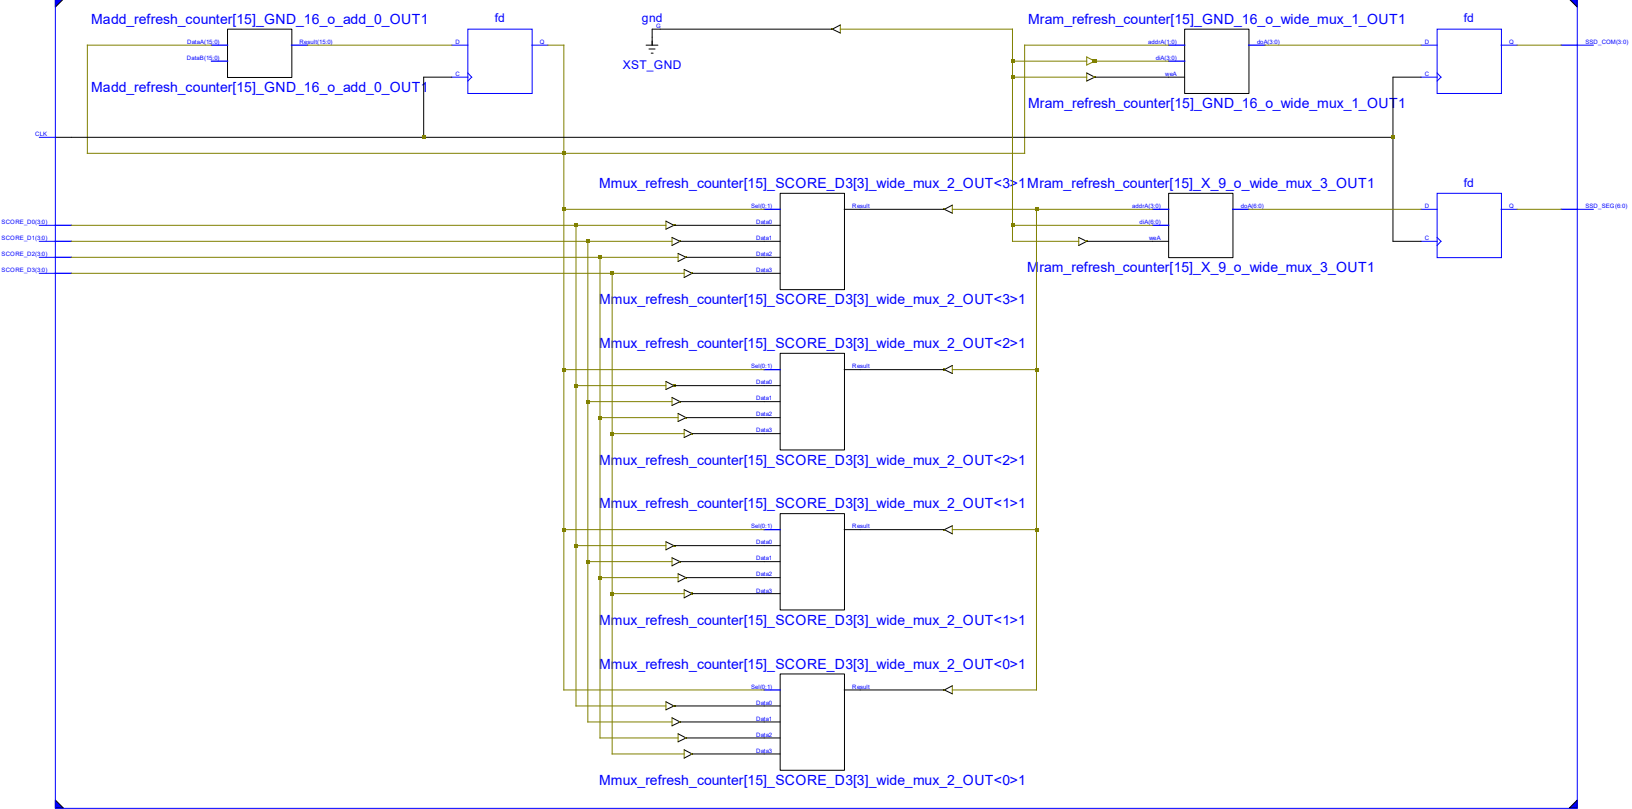 Madd_refresh_counter[15]_GND_16_o_add_0_OUT1
DataA(15:0)
DataB(15:0)
Result(15:0)
Madd_refresh_counter[15]_GND_16_o_add_0_OUT1
fd
D
Q
C
gnd
G
XST_GND
Mram_refresh_counter[15]_GND_16_o_wide_mux_1_OUT1
addrA(1:0)
diA(3:0)
weA
doA(3:0)
Mram_refresh_counter[15]_GND_16_o_wide_mux_1_OUT1
fd
D
Q
C
SSD_COM(3:0)
CLK
Mmux_refresh_counter[15]_SCORE_D3[3]_wide_mux_2_OUT<3>1
Sel(0:1)
Data0
Data1
Data2
Data3
Result
Mmux_refresh_counter[15]_SCORE_D3[3]_wide_mux_2_OUT<3>1
Mram_refresh_counter[15]_X_9_o_wide_mux_3_OUT1
addrA(3:0)
diA(6:0)
weA
doA(6:0)
Mram_refresh_counter[15]_X_9_o_wide_mux_3_OUT1
fd
D
Q
C
SSD_SEG(6:0)
SCORE_D0(3:0)
SCORE_D1(3:0)
SCORE_D2(3:0)
SCORE_D3(3:0)
Mmux_refresh_counter[15]_SCORE_D3[3]_wide_mux_2_OUT<2>1
Sel(0:1)
Data0
Data1
Data2
Data3
Result
Mmux_refresh_counter[15]_SCORE_D3[3]_wide_mux_2_OUT<2>1
Mmux_refresh_counter[15]_SCORE_D3[3]_wide_mux_2_OUT<1>1
Sel(0:1)
Data0
Data1
Data2
Data3
Result
Mmux_refresh_counter[15]_SCORE_D3[3]_wide_mux_2_OUT<1>1
Mmux_refresh_counter[15]_SCORE_D3[3]_wide_mux_2_OUT<0>1
Sel(0:1)
Data0
Data1
Data2
Data3
Result
Mmux_refresh_counter[15]_SCORE_D3[3]_wide_mux_2_OUT<0>1